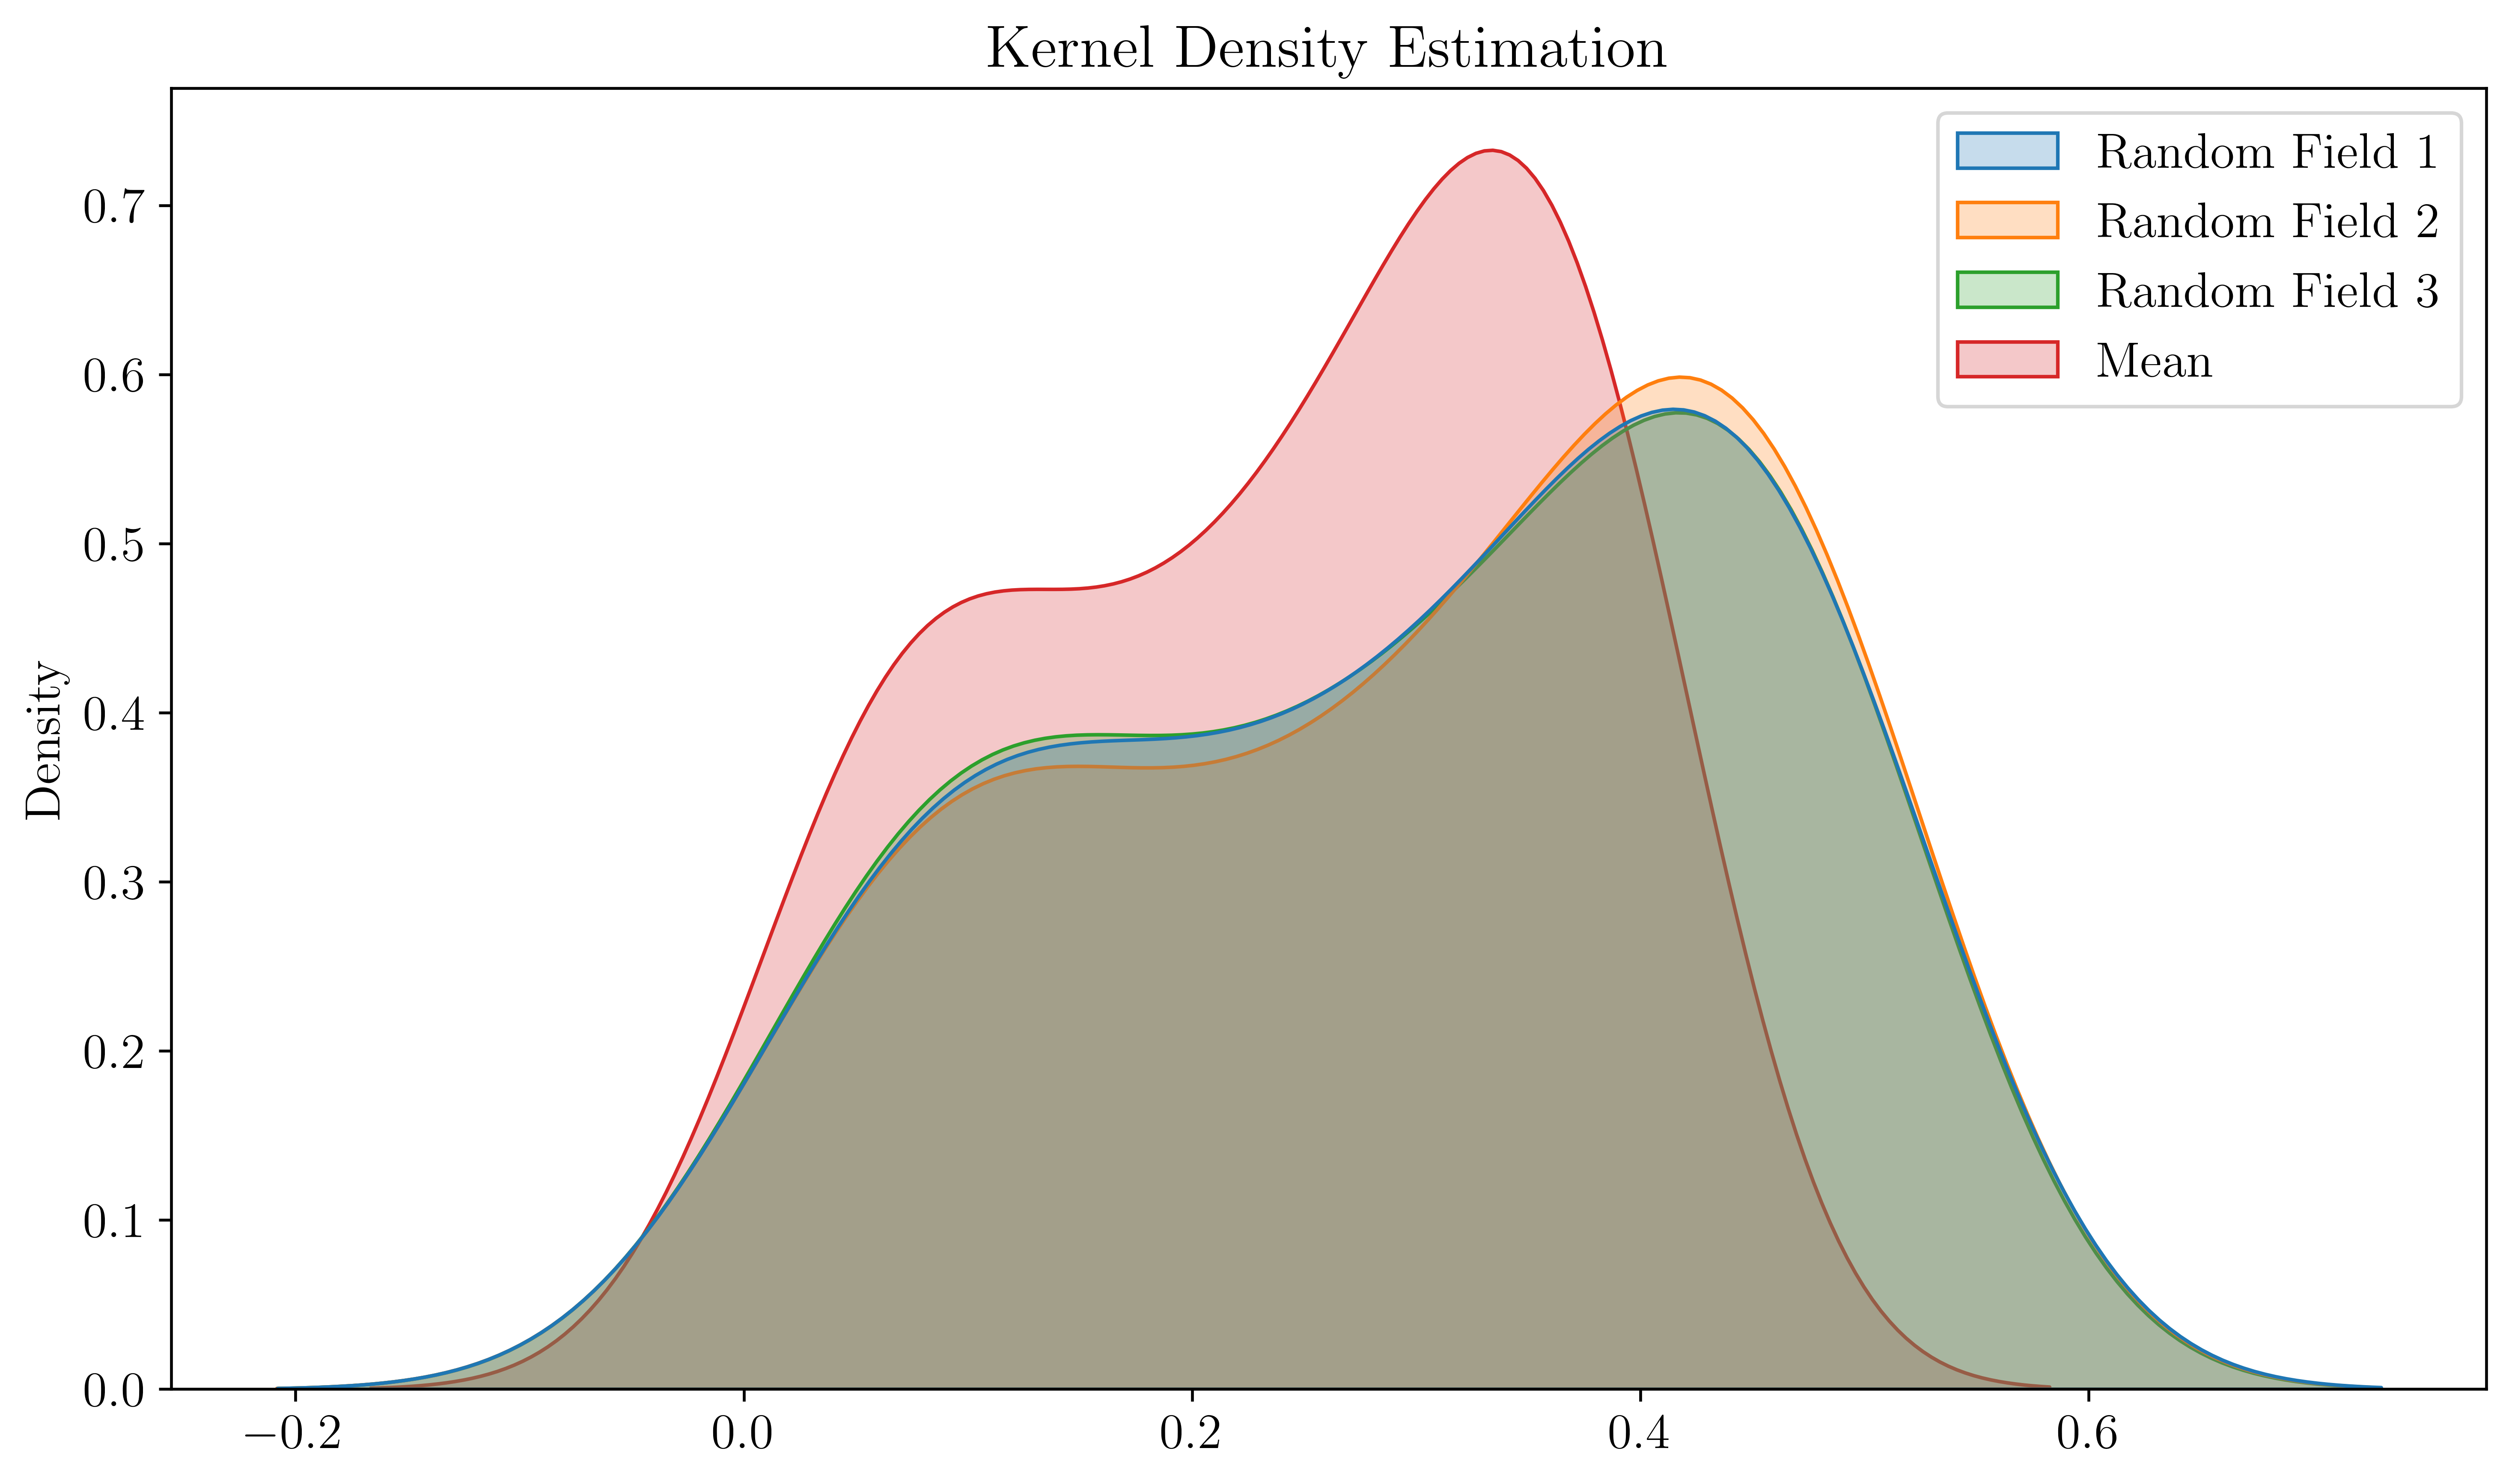 Kernel Density Estimation
Random Field 1
Random Field 2
Random Field 3
Mean
Density
0.7
0.6
0.5
0.4
0.3
0.2
0.1
0.0
−0.2
0.0
0.2
0.4
0.6